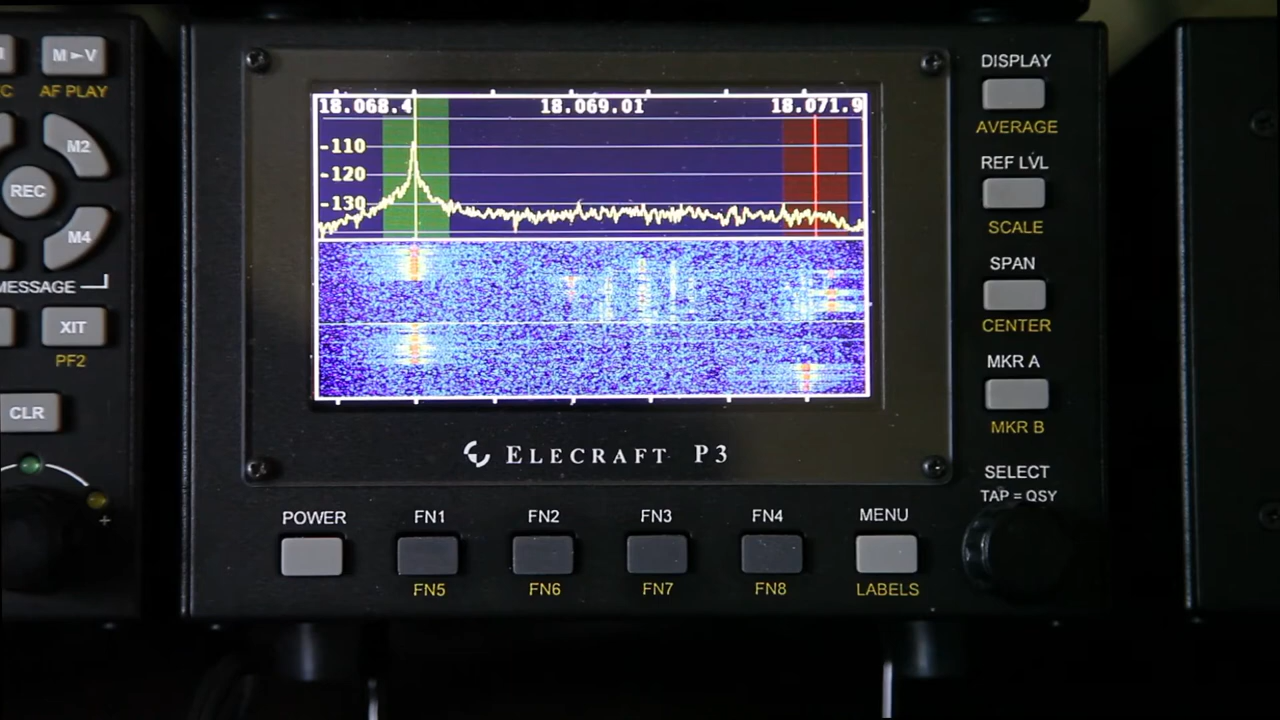 M►V
AF PLAY
M2
REC
M4
MESSAGE
XIT
PF2
CLR
+
18.068.4 18.069.01 18.071.9
-110
-120
-130
ELECRAFT P3
DISPLAY
AVERAGE
REF LVL
SCALE
SPAN
CENTER
MKR A
MKR B
SELECT
TAP = QSY
POWER FN1 FN2 FN3 FN4 MENU
FN5 FN6 FN7 FN8 LABELS